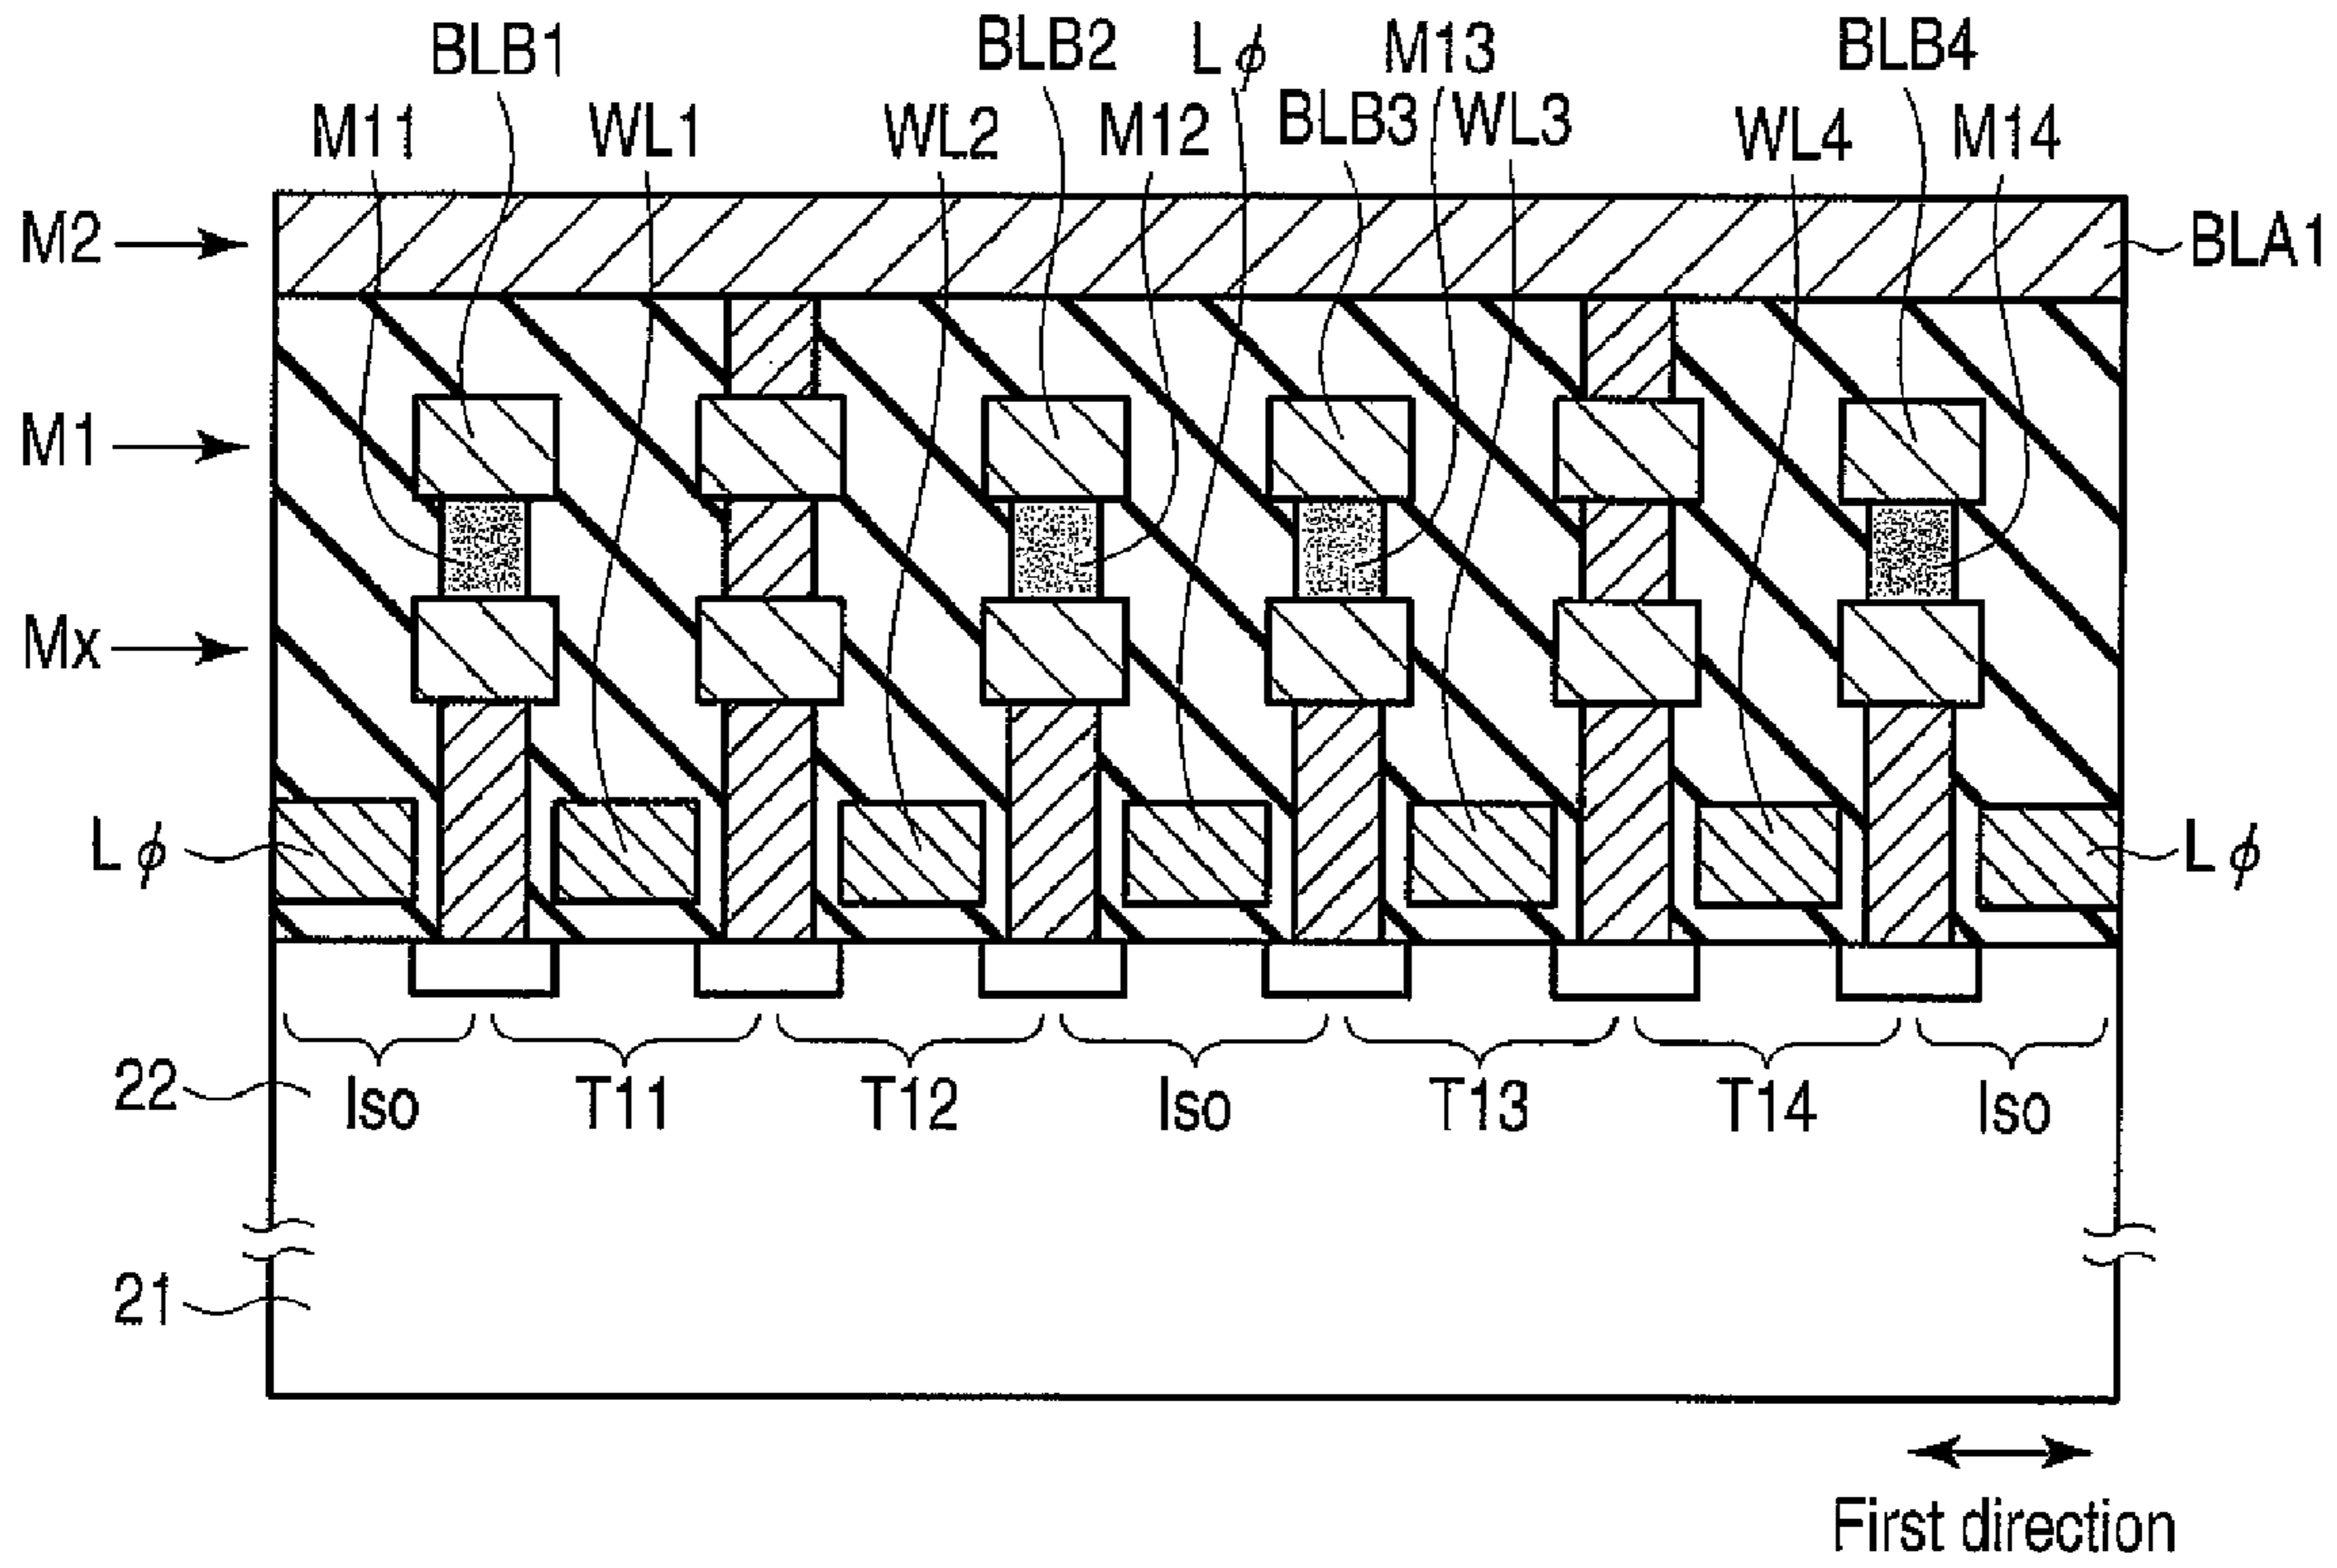 BLB1 BLB2 Lϕ M13 BLB4
M11 WL1 WL2 M12 BLB3 WL3 WL4 M14
M2 BLA1
M1
Mx
Lϕ Lϕ
22 Iso T11 T12 Iso T13 T14 Iso
21
First direction